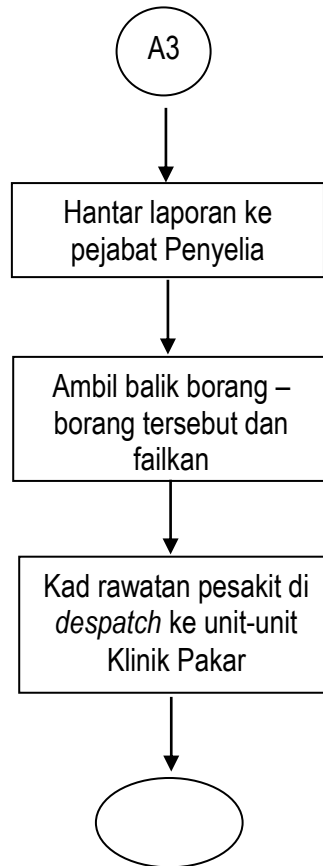 A3
Hantar laporan ke
pejabat Penyelia
Ambil balik borang –
borang tersebut dan
failkan
Kad rawatan pesakit di
despatch ke unit-unit
Klinik Pakar